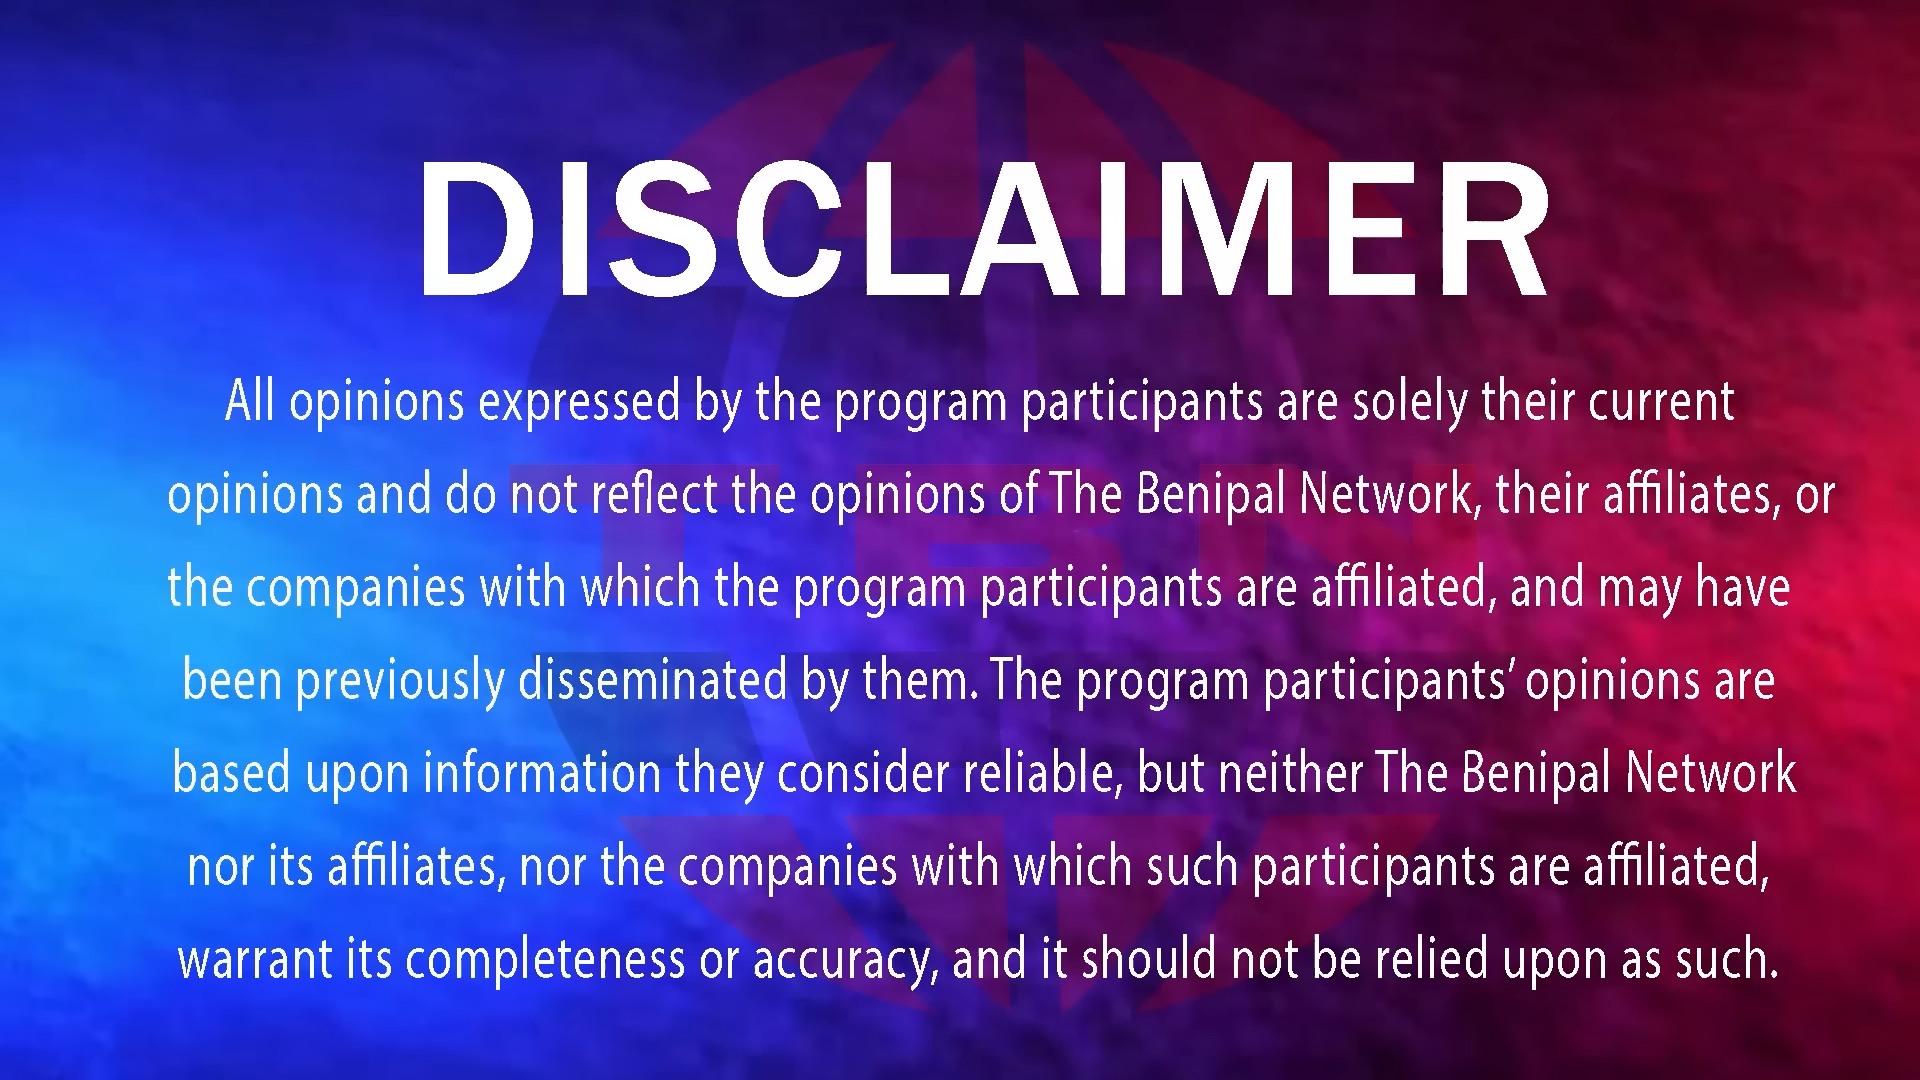 DISCLAIMER
All opinions expressed by the program participants are solely their current
opinions and do not reflect the opinions of The Benipal Network, their affiliates, or
the companies with which the program participants are affiliated, and may have
been previously disseminated by them. The program participants’ opinions are
based upon information they consider reliable, but neither The Benipal Network
nor its affiliates, nor the companies with which such participants are affiliated,
warrant its completeness or accuracy, and it should not be relied upon as such.
TBN